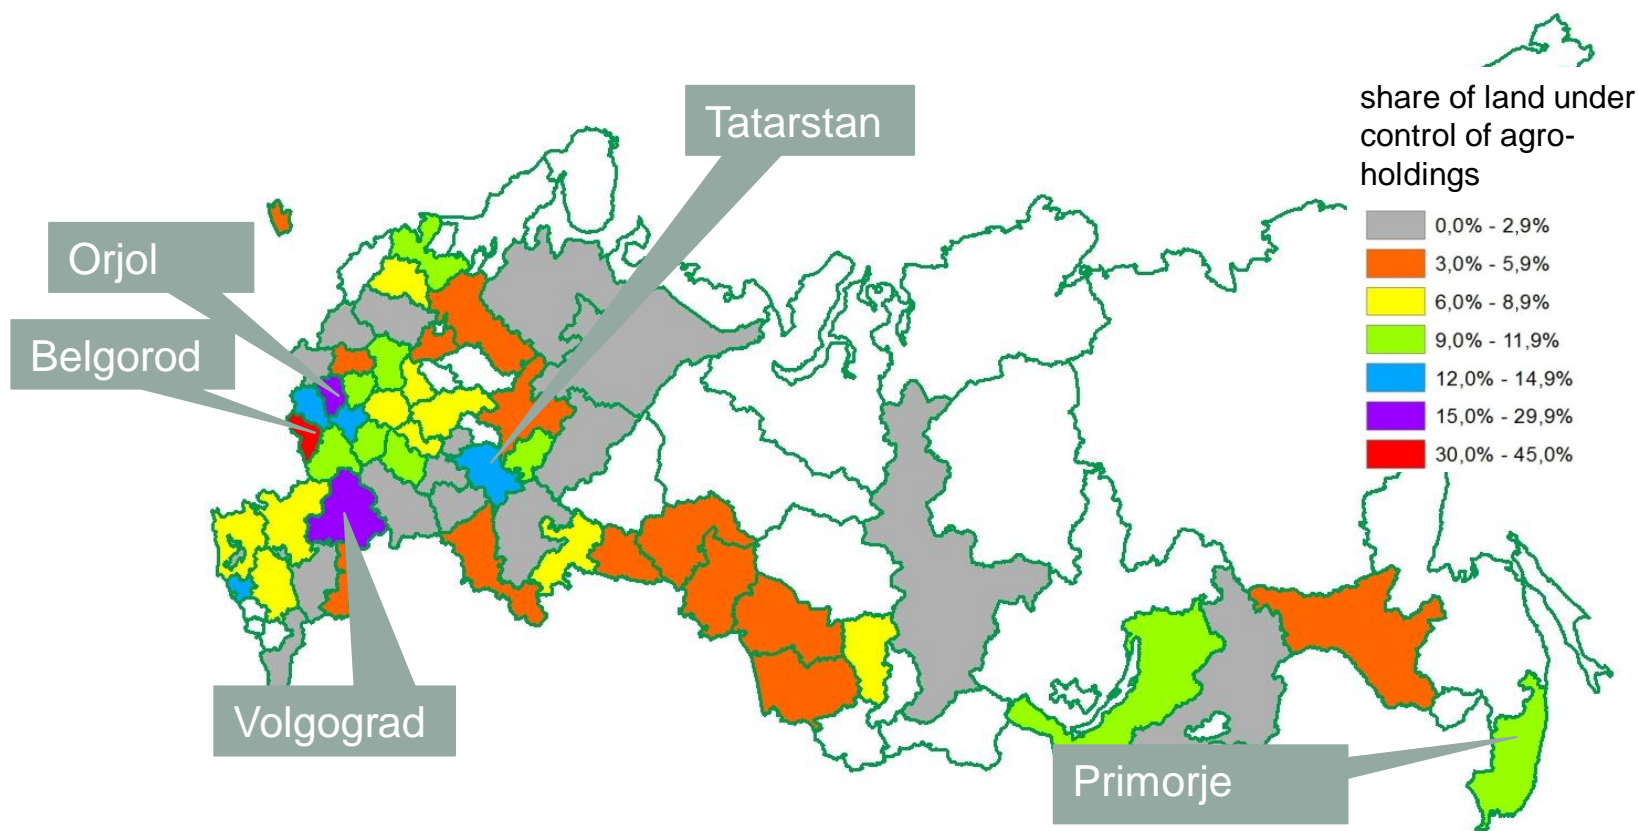 Tatarstan
share of land under
control of agro-
holdings
Orjol
0,0% - 2,9%
3,0% - 5,9%
6,0% - 8,9%
Belgorod
9,0% - 11,9%
12,0% - 14,9%
15,0% - 29,9%
30,0% - 45,0%
Volgograd
Primorje